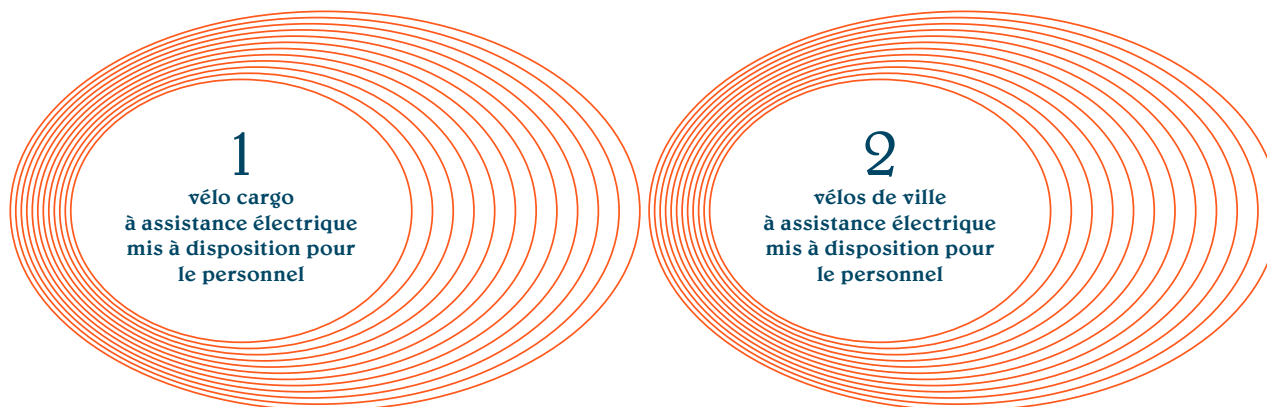 1
vélo cargo
à assistance électrique
mis à disposition pour
le personnel
2
vélos de ville
à assistance électrique
mis à disposition pour
le personnel